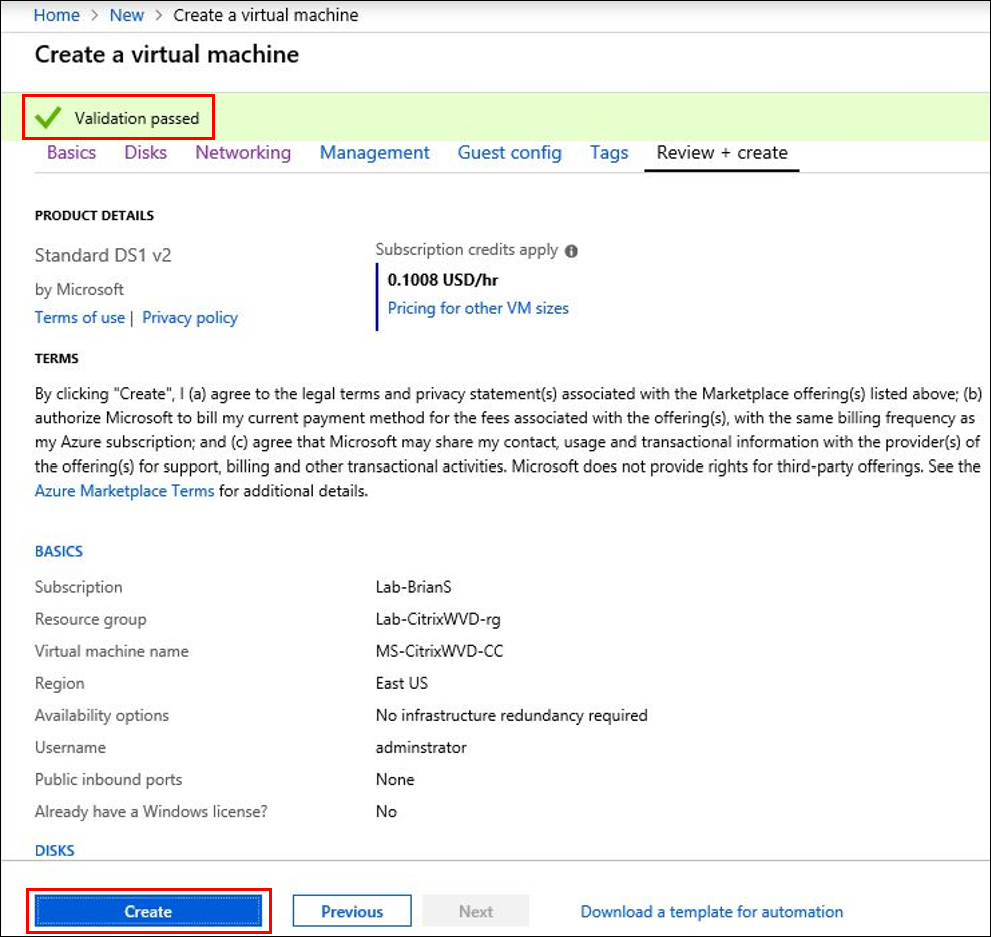 Home > New > Create a virtual machine
Create a virtual machine
Validation passed
Basics Disks Networking Management Guest config Tags Review + create
PRODUCT DETAILS
Standard DS1 v2
by Microsoft
Terms of use | Privacy policy
Subscription credits apply
0.1008 USD/hr
Pricing for other VM sizes
TERMS
By clicking "Create", I (a) agree to the legal terms and privacy statement(s) associated with the Marketplace offering(s) listed above; (b)
authorize Microsoft to bill my current payment method for the fees associated with the offering(s), with the same billing frequency as
my Azure subscription; and (c) agree that Microsoft may share my contact, usage and transactional information with the provider(s) of
the offering(s) for support, billing and other transactional activities. Microsoft does not provide rights for third-party offerings. See the
Azure Marketplace Terms for additional details.
BASICS
Subscription Lab-BrianS
Resource group Lab-CitrixWVD-rg
Virtual machine name MS-CitrixWVD-CC
Region East US
Availability options No infrastructure redundancy required
Username adminstrator
Public inbound ports None
Already have a Windows license? No
DISKS
Create Previous Next Download a template for automation